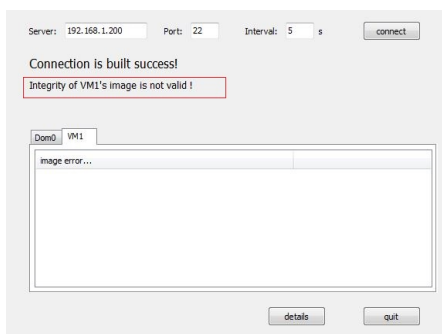 Server: 192.168.1.200 Port: 22 Interval: 5 s connect
Connection is built success!
Integrity of VM1's image is not valid !
Dom0 VM1
image error...
details quit